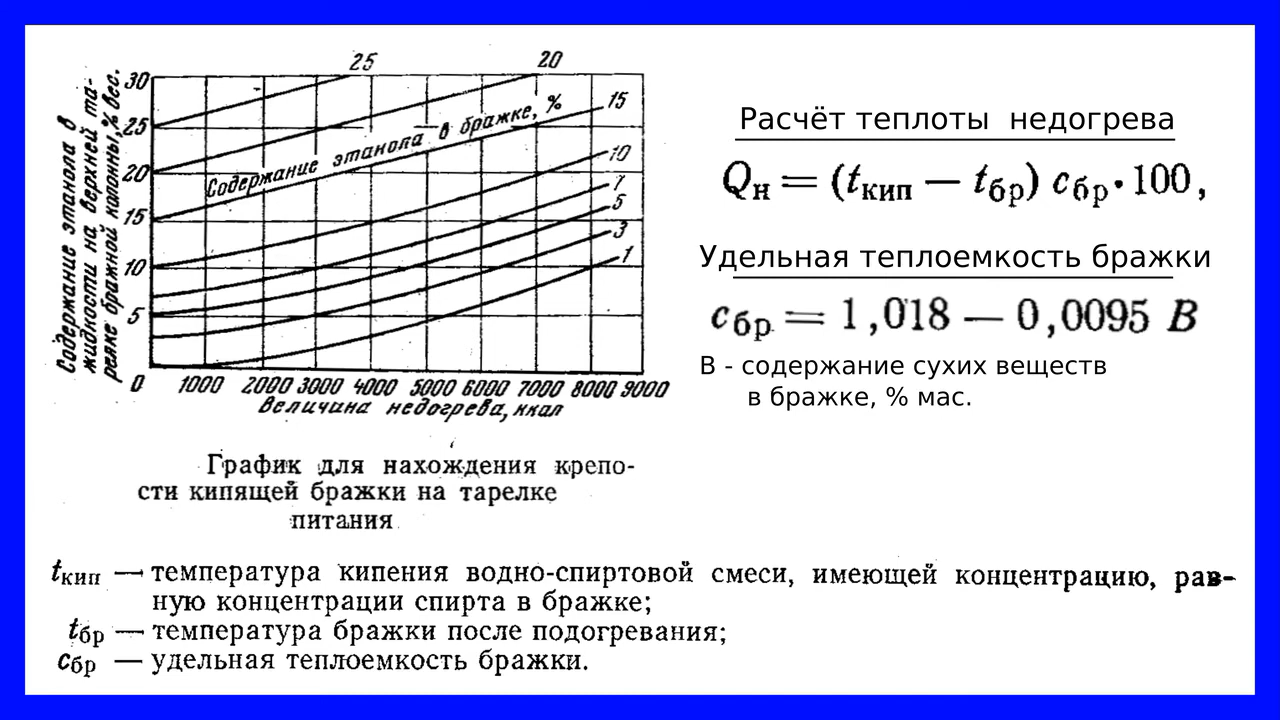 Содержание этанола в
жидкости на верхней та-
релке бражной колонны, % вес.
30
25
20
15
10
5
25
20
15
10
7
5
3
1
Содержание этанола в бражке, %
0 1000 2000 3000 4000 5000 6000 7000 8000 9000
Величина недогрева, ккал
График для нахождения крепо-
сти кипящей бражки на тарелке
питания
Расчёт теплоты недогрева
Qн = (tкип — tбр) cбр·100,
Удельная теплоемкость бражки
cбр = 1,018 — 0,0095 В
В - содержание сухих веществ
в бражке, % мас.
tкип — температура кипения водно-спиртовой смеси, имеющей концентрацию, рав-
ную концентрации спирта в бражке;
tбр — температура бражки после подогревания;
cбр — удельная теплоемкость бражки.